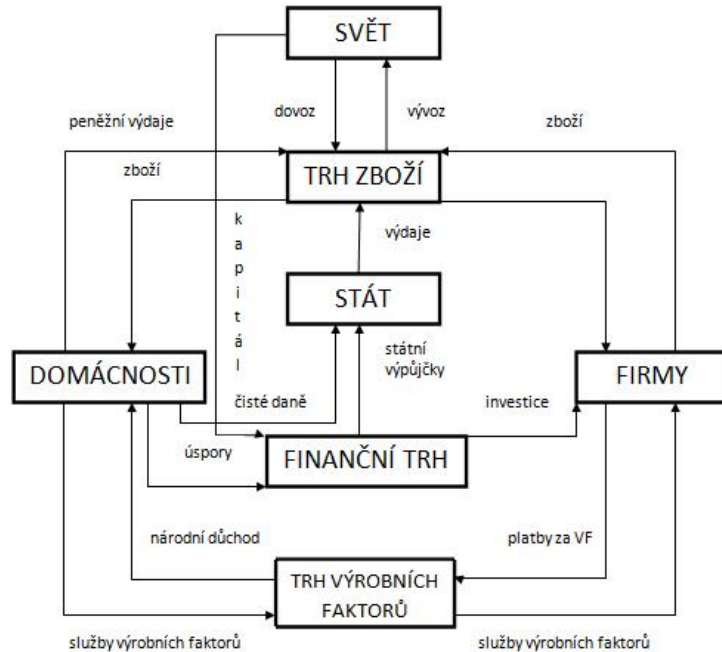 SVĚT
dovoz
vývoz
peněžní výdaje
zboží
zboží
TRH ZBOŽÍ
kapitál
výdaje
STÁT
státní
výpůjčky
DOMÁCNOSTI
FIRMY
čisté daně
investice
úspory
FINANČNÍ TRH
národní důchod
platby za VF
TRH VÝROBNÍCH
FAKTORŮ
služby výrobních faktorů
služby výrobních faktorů